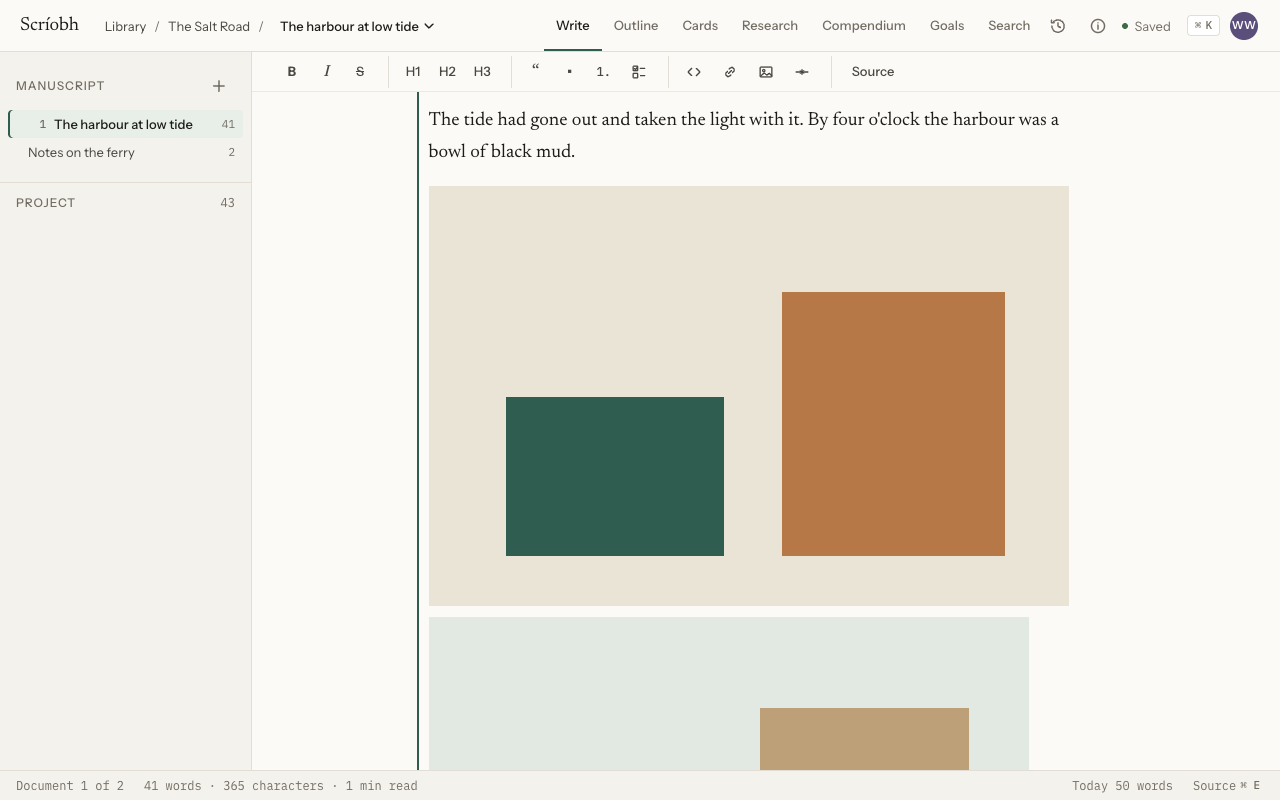 Scríobh
Library / The Salt Road / The harbour at low tide
Write Outline Cards Research Compendium Goals Search
Saved
⌘ K
WW
MANUSCRIPT
1 The harbour at low tide 41
Notes on the ferry 2
PROJECT 43
B I S H1 H2 H3 “ 1. Source
The tide had gone out and taken the light with it. By four o'clock the harbour was a
bowl of black mud.
Document 1 of 2 41 words · 365 characters · 1 min read
Today 50 words Source ⌘ E